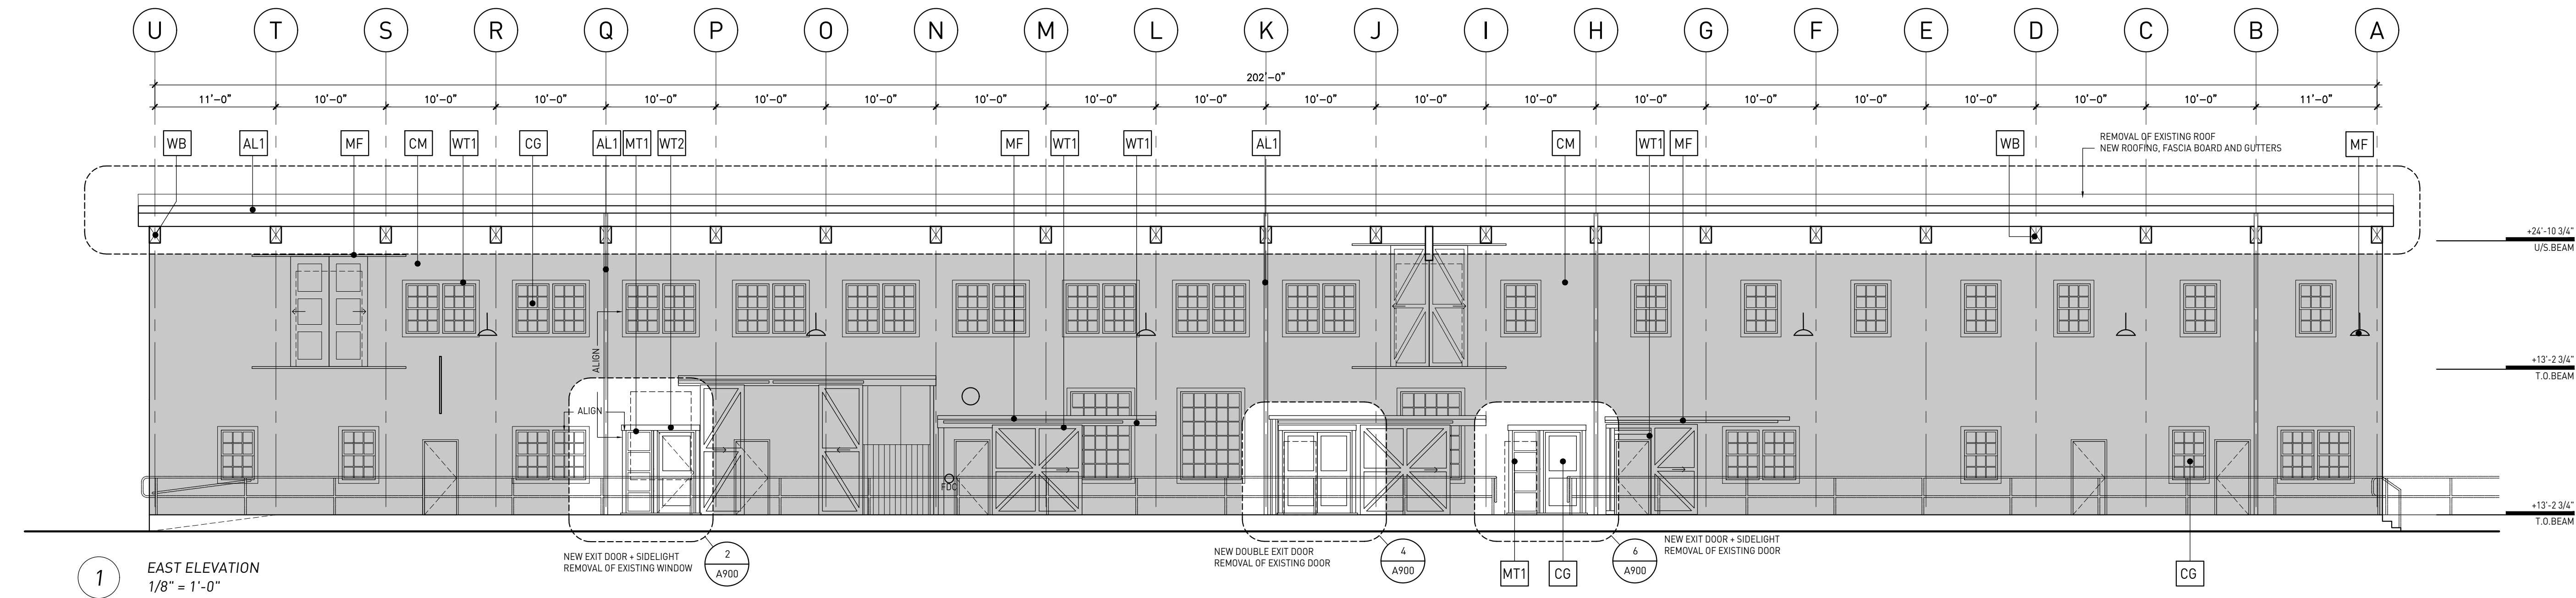 U T S R Q P O N M L K J I H G F E D C B A
202'-0"
11'-0" 10'-0" 10'-0" 10'-0" 10'-0" 10'-0" 10'-0" 10'-0" 10'-0" 10'-0" 10'-0" 10'-0" 10'-0" 10'-0" 10'-0" 10'-0" 10'-0" 10'-0" 10'-0" 11'-0"
WB AL1 MF CM WT1 CG AL1 MT1 WT2 MF WT1 WT1 AL1 CM WT1 MF WB MF
REMOVAL OF EXISTING ROOF
NEW ROOFING, FASCIA BOARD AND GUTTERS
+24'-10 3/4"
U/S.BEAM
ALIGN
+13'-2 3/4"
T.O.BEAM
ALIGN
FDC
+13'-2 3/4"
T.O.BEAM
NEW EXIT DOOR + SIDELIGHT
REMOVAL OF EXISTING WINDOW
2
A900
NEW DOUBLE EXIT DOOR
REMOVAL OF EXISTING DOOR
4
A900
MT1 CG
6
A900
NEW EXIT DOOR + SIDELIGHT
REMOVAL OF EXISTING DOOR
CG
1
EAST ELEVATION
1/8" = 1'-0"